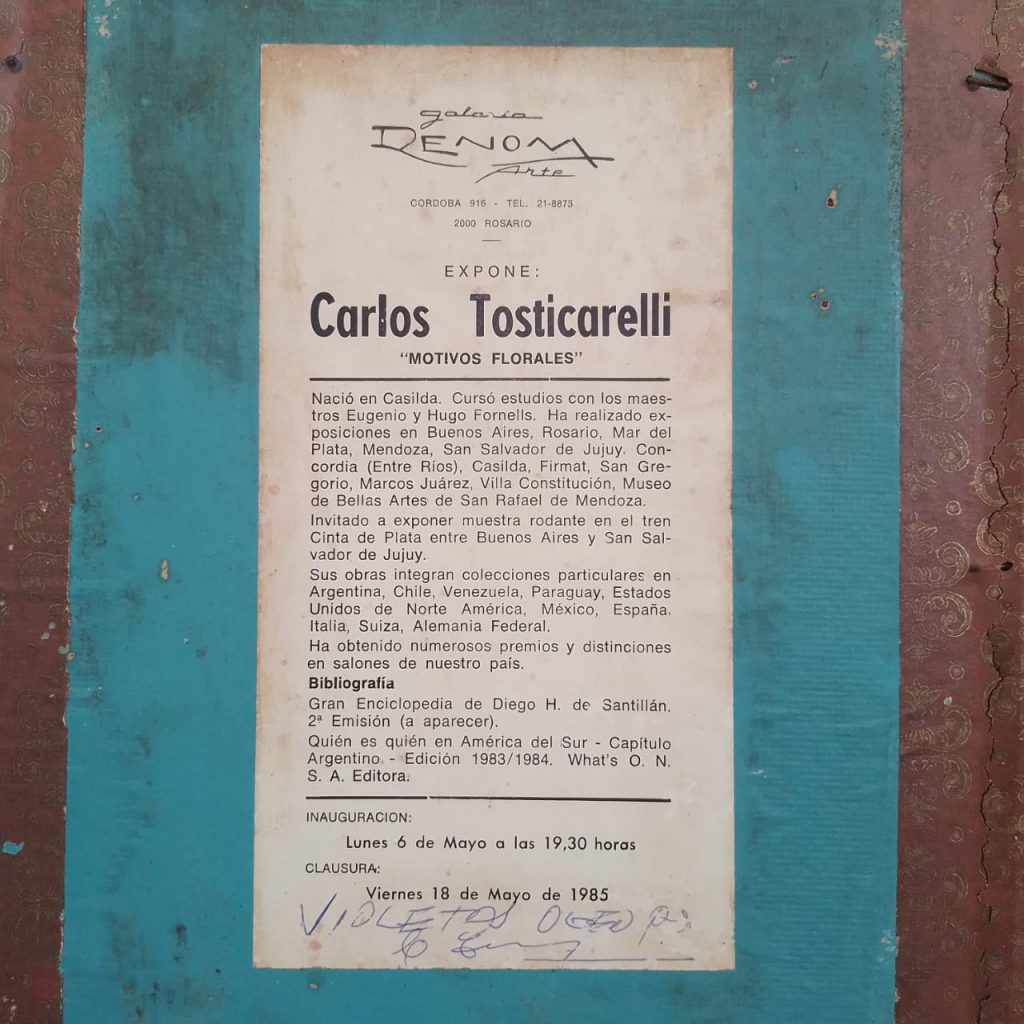 galería
RENOM
Arte
CORDOBA 916 - TEL. 21-8873
2000 ROSARIO
EXPONE:
Carlos Tosticarelli
"MOTIVOS FLORALES"
Nació en Casilda. Cursó estudios con los maes-
tros Eugenio y Hugo Fornells. Ha realizado ex-
posiciones en Buenos Aires, Rosario, Mar del
Plata, Mendoza, San Salvador de Jujuy. Con-
cordia (Entre Ríos), Casilda, Firmat, San Gre-
gorio, Marcos Juárez, Villa Constitución, Museo
de Bellas Artes de San Rafael de Mendoza.
Invitado a exponer muestra rodante en el tren
Cinta de Plata entre Buenos Aires y San Sal-
vador de Jujuy.
Sus obras integran colecciones particulares en
Argentina, Chile, Venezuela, Paraguay, Estados
Unidos de Norte América, México, España.
Italia, Suiza, Alemania Federal.
Ha obtenido numerosos premios y distinciones
en salones de nuestro país.
Bibliografía
Gran Enciclopedia de Diego H. de Santillán.
2ª Emisión (a aparecer).
Quién es quién en América del Sur - Capítulo
Argentino - Edición 1983/1984. What's O. N.
S. A. Editora.
INAUGURACION:
Lunes 6 de Mayo a las 19,30 horas
CLAUSURA:
Viernes 18 de Mayo de 1985
VIOLETAS